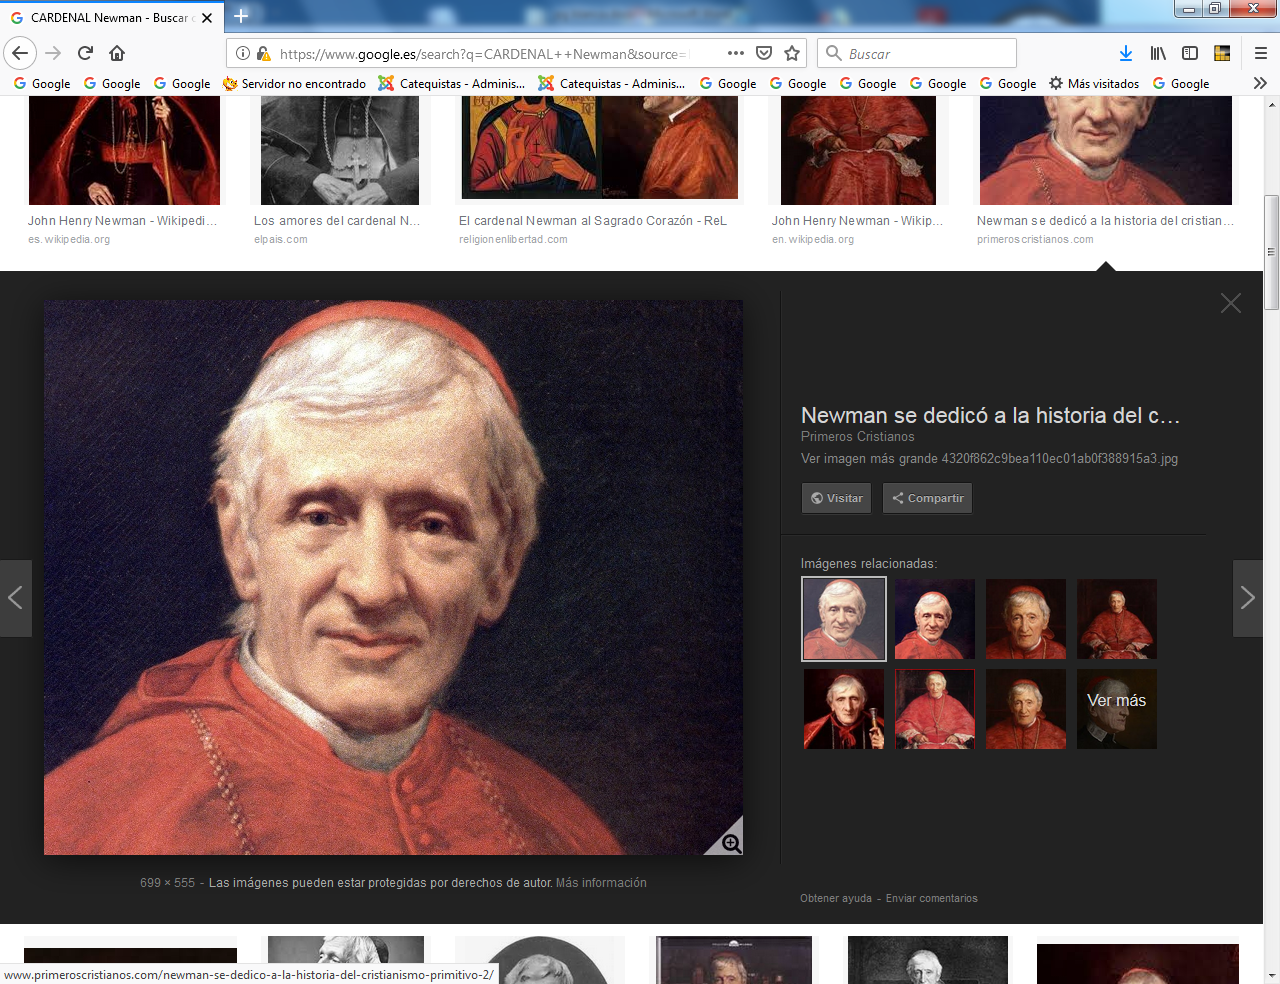 CARDENAL Newman - Buscar c
https://www.google.es/search?q=CARDENAL++Newman&source=
Buscar
Google
Google
Google
Servidor no encontrado
Catequistas - Adminis...
Catequistas - Adminis...
Google
Google
Google
Google
Google
Más visitados
Google
John Henry Newman - Wikipedi...
es.wikipedia.org
Los amores del cardenal N...
elpais.com
El cardenal Newman al Sagrado Corazón - ReL
religionenlibertad.com
John Henry Newman - Wikip...
en.wikipedia.org
Newman se dedicó a la historia del cristian...
primeroscristianos.com
Newman se dedicó a la historia del c...
Primeros Cristianos
Ver imagen más grande 4320f862c9bea110ec01ab0f388915a3.jpg
Visitar
Compartir
Imágenes relacionadas:
Ver más
699 × 555 - Las imágenes pueden estar protegidas por derechos de autor. Más información
Obtener ayuda - Enviar comentarios
www.primeroscristianos.com/newman-se-dedico-a-la-historia-del-cristianismo-primitivo-2/